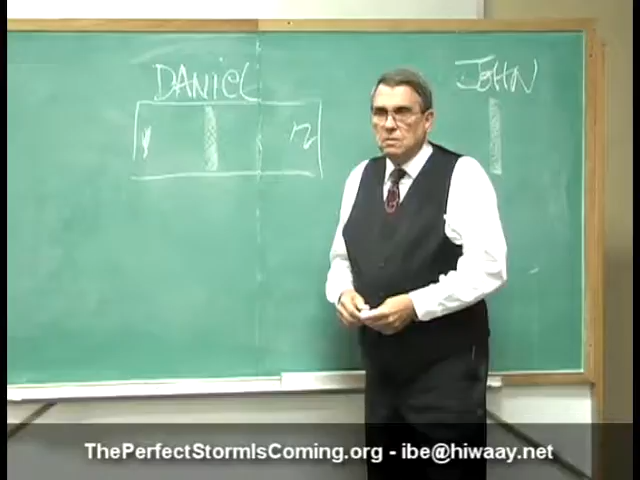 DANIEL
JOHN
1
12
ThePerfectStormIsComing.org - ibe@hiwaay.net